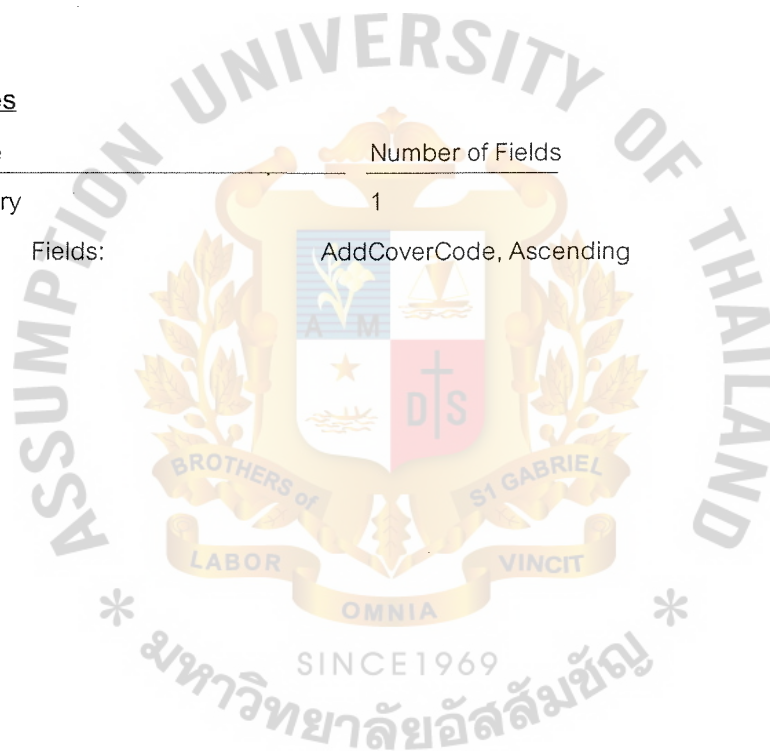 UNIVERSITY
ASSUMPTION
OF
THAILAND
es
e
Number of Fields
ry
1
Fields:
AddCoverCode, Ascending
A M
D S
BROTHERS of
S1 GABRIEL
LABOR
VINCIT
OMNIA
SINCE1969
* มหาวิทยาลัยอัสสัมชัญ *